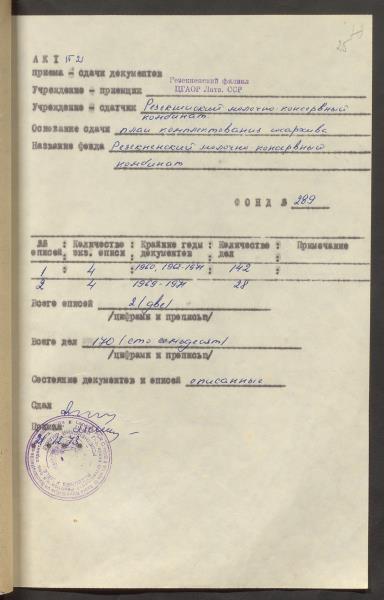 АКТ № 21
приема - сдачи документов
Резекненский филиал
ЦГАОР Латв. ССР
Учреждение - приемщик
Учреждение - сдатчик Резекненский молочно-консервный
комбинат
Основание сдачи план комплектования госархива
Название фонда Резекненский молочно консервный
комбинат
ФОНД № 289
№№ описей : Количество экз. описи : Крайние годы документов : Количество дел : Примечание
1 4 1960, 1962-1971 142
2 4 1969-1971 28
Всего описей 2 (две)
/цифрами и прописью/
Всего дел 170 (сто семьдесят)
/цифрами и прописью/
Состояние документов и описей описанные
Сдал
Принял